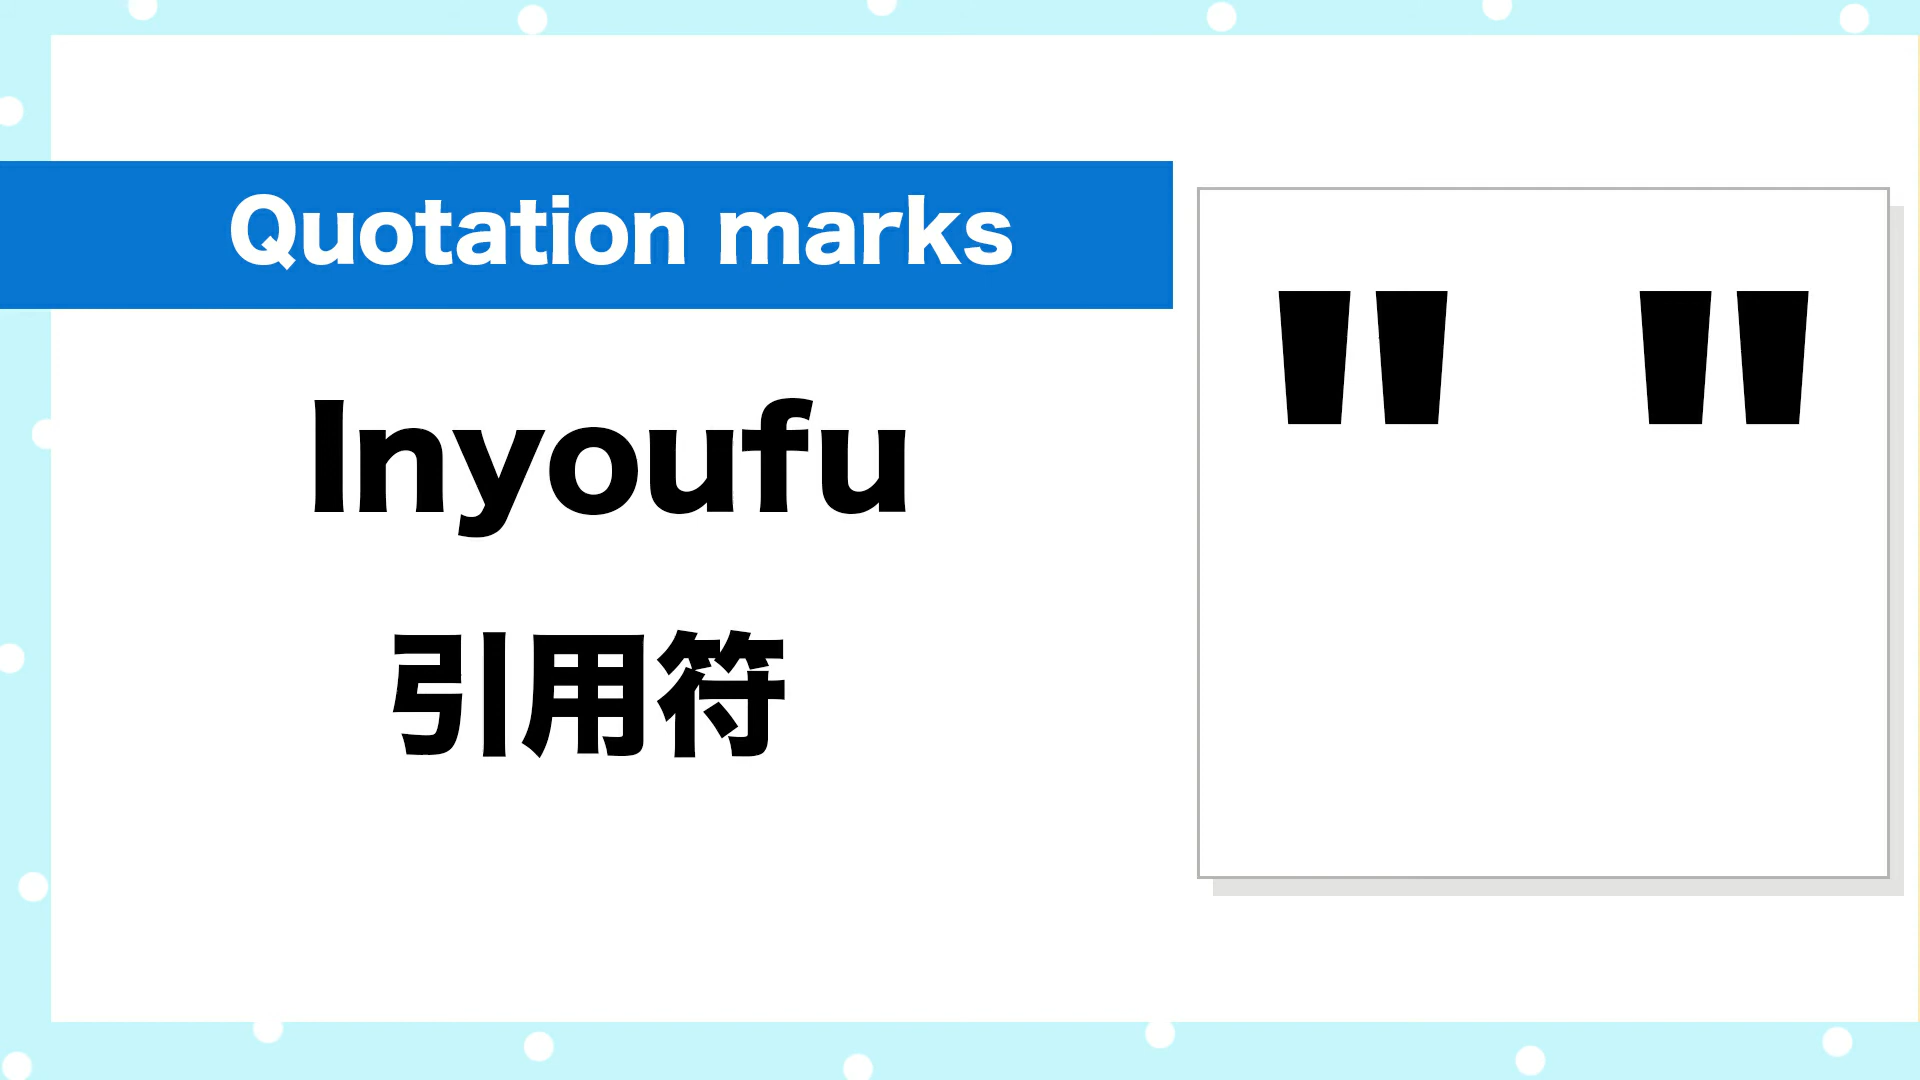 Quotation marks
Inyoufu
引用符
" "